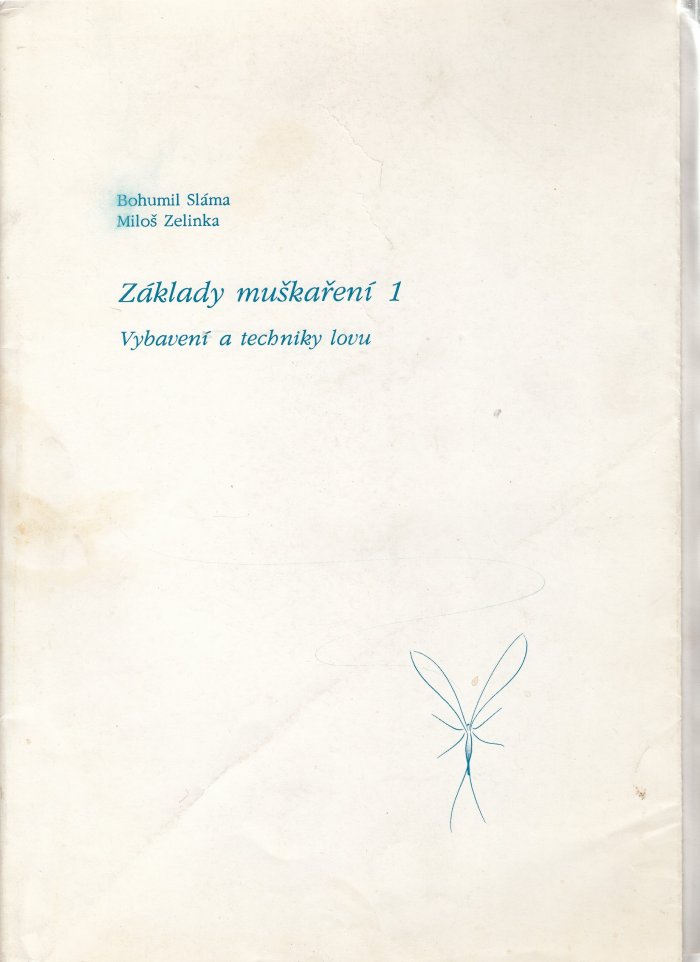 Bohumil Sláma
Miloš Zelinka
Základy muškaření 1
Vybavení a techniky lovu